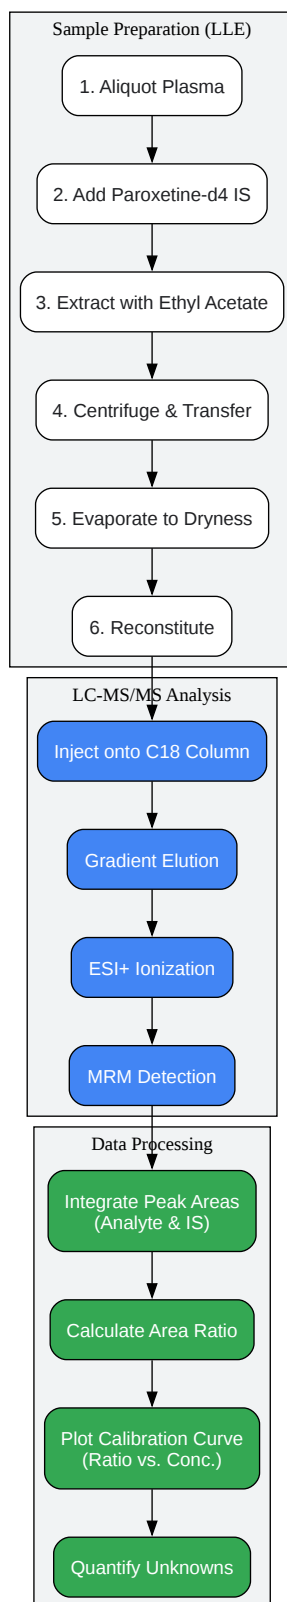 Sample Preparation (LLE)
1. Aliquot Plasma
2. Add Paroxetine-d4 IS
3. Extract with Ethyl Acetate
4. Centrifuge & Transfer
5. Evaporate to Dryness
6. Reconstitute
LC-MS/MS Analysis
Inject onto C18 Column
Gradient Elution
ESI+ Ionization
MRM Detection
Data Processing
Integrate Peak Areas
(Analyte & IS)
Calculate Area Ratio
Plot Calibration Curve
(Ratio vs. Conc.)
Quantify Unknowns